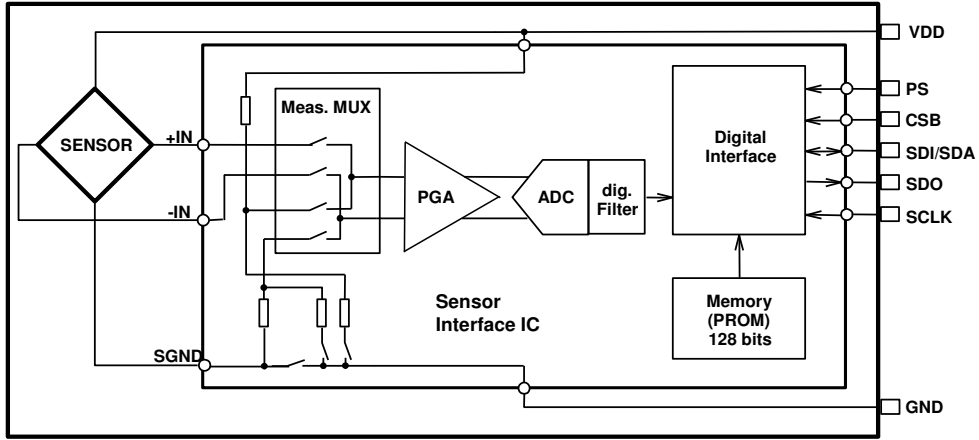 VDD
PS
CSB
SDI/SDA
SDO
SCLK
GND
SENSOR
+IN
-IN
SGND
Meas. MUX
PGA
ADC
dig.
Filter
Digital
Interface
Memory
(PROM)
128 bits
Sensor
Interface IC